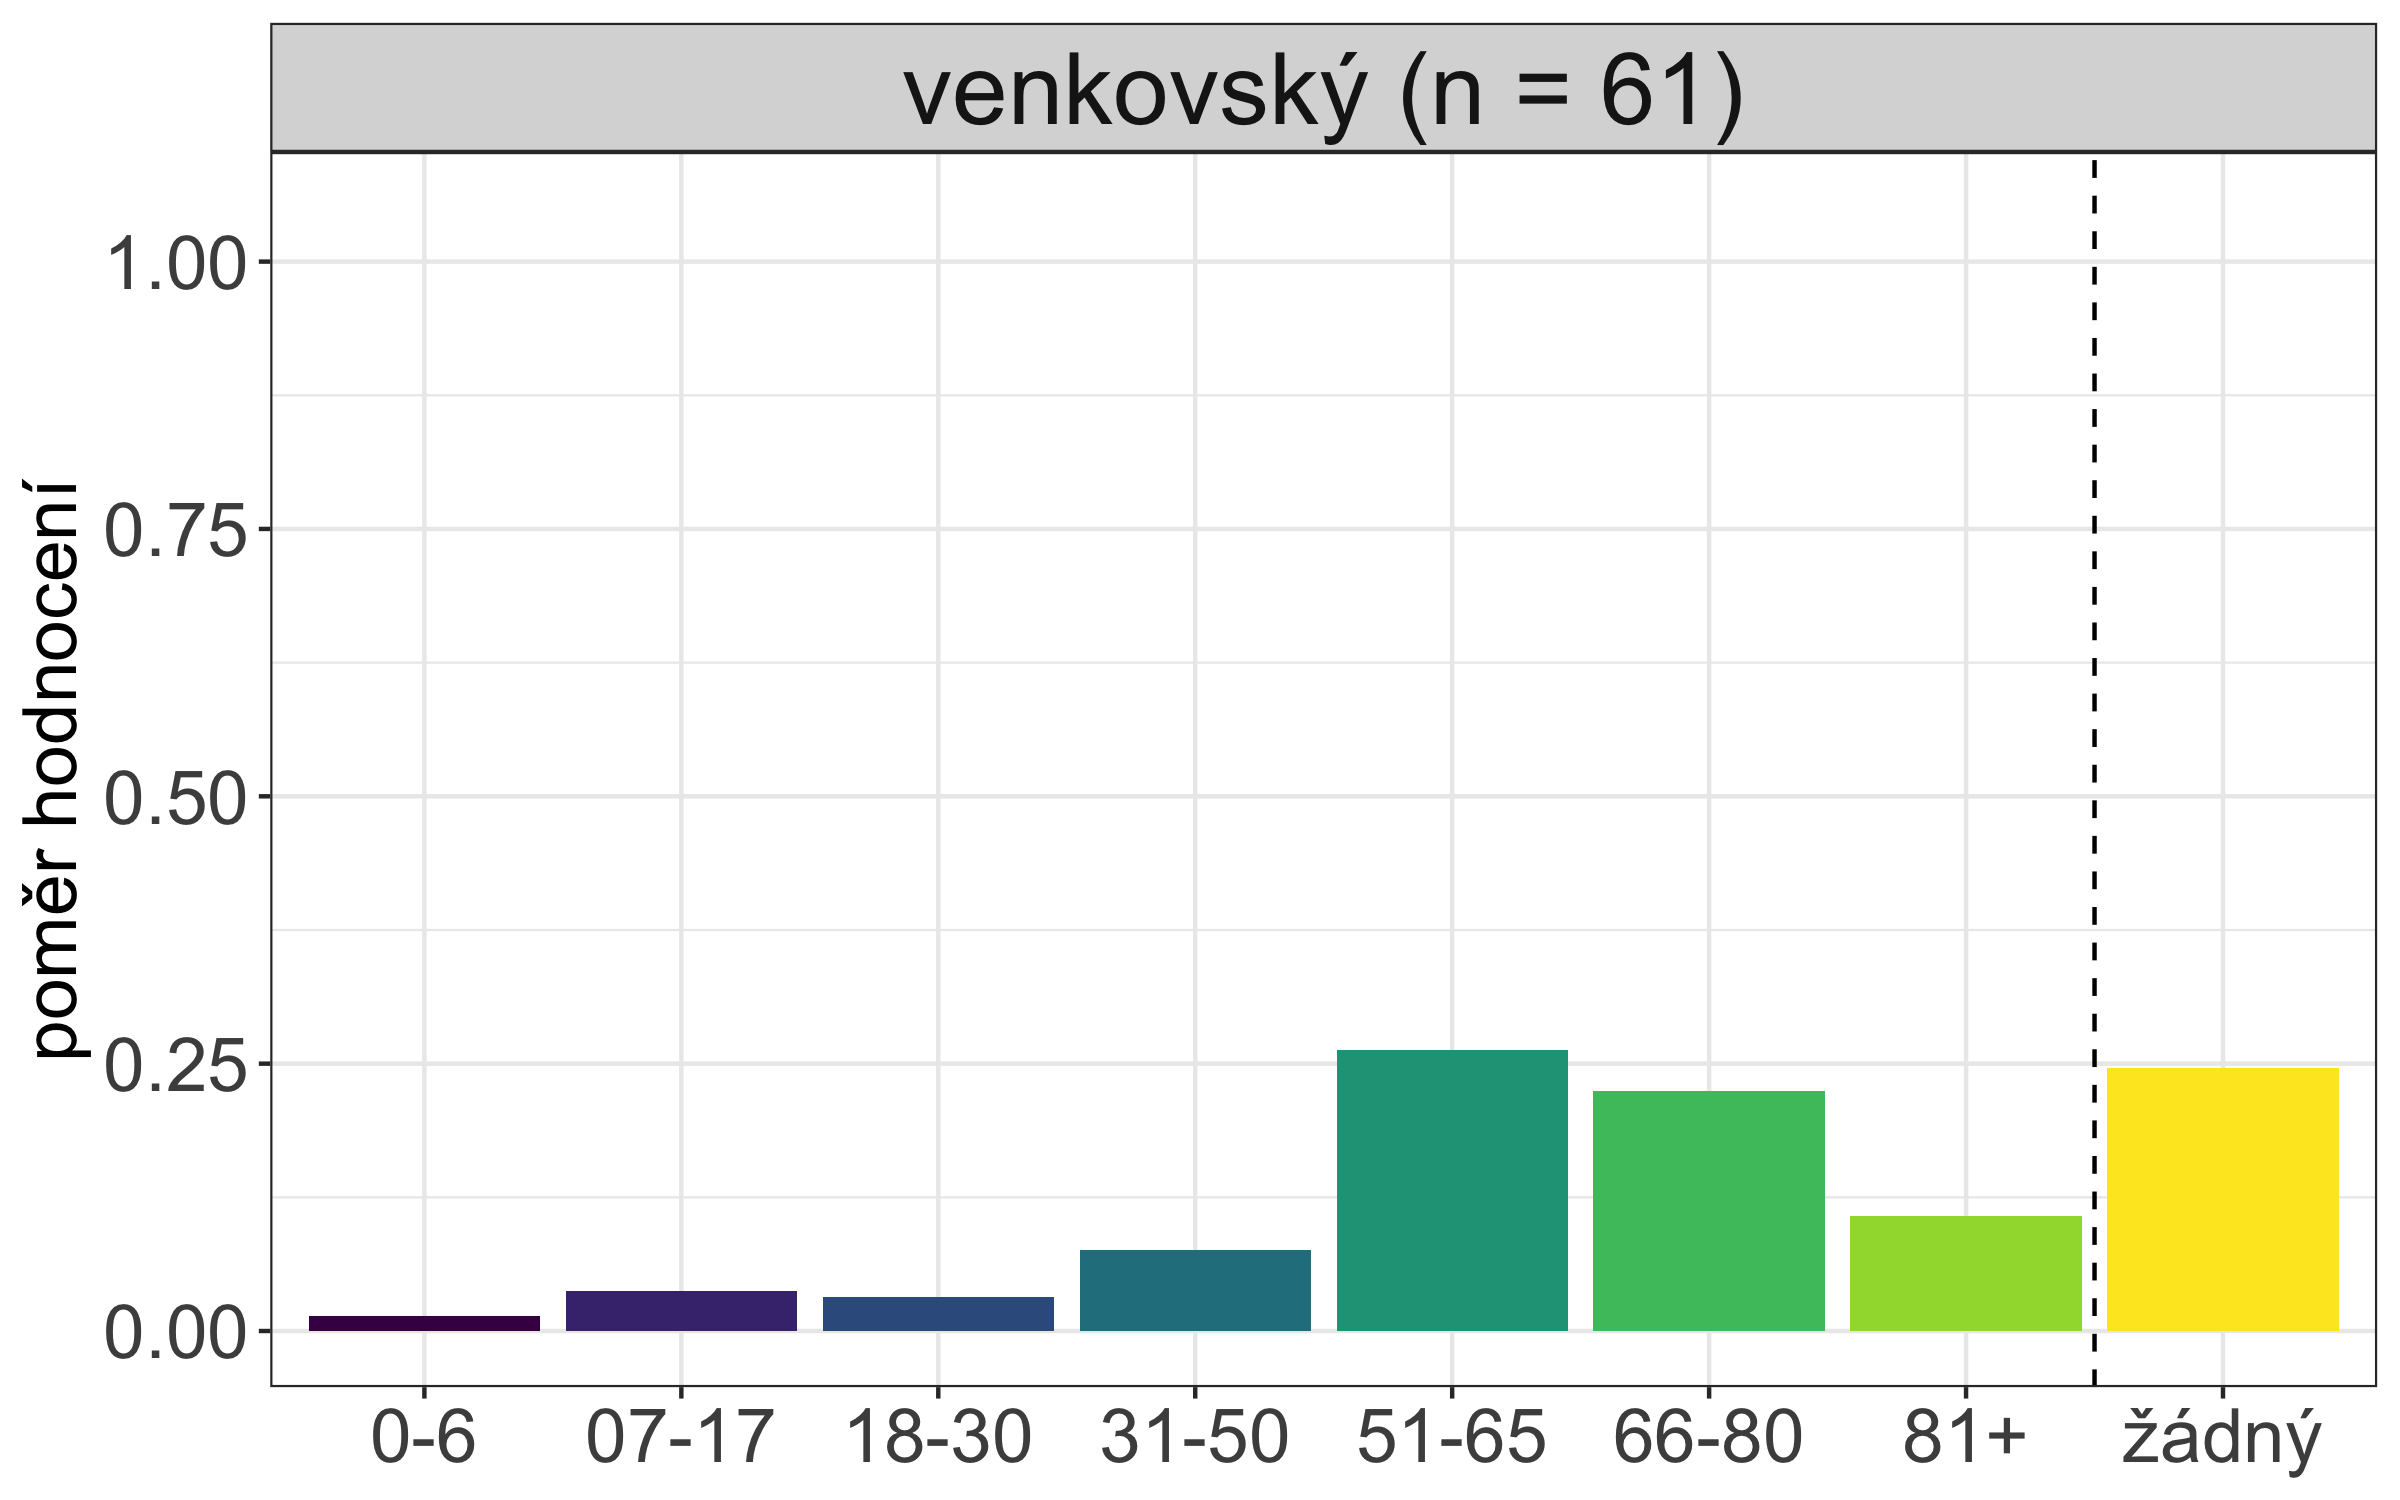 venkovský (n = 61)
poměr hodnocení
1.00
0.75
0.50
0.25
0.00
0-6 07-17 18-30 31-50 51-65 66-80 81+ žádný